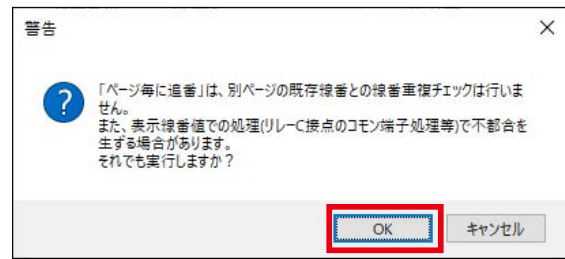 警告
「ページ毎に追番」は、別ページの既存線番との線番重複チェックは行いま
せん。
また、表示線番値での処理(リレーC接点のコモン端子処理等)で不都合を
生ずる場合があります。
それでも実行しますか？
OK
キャンセル